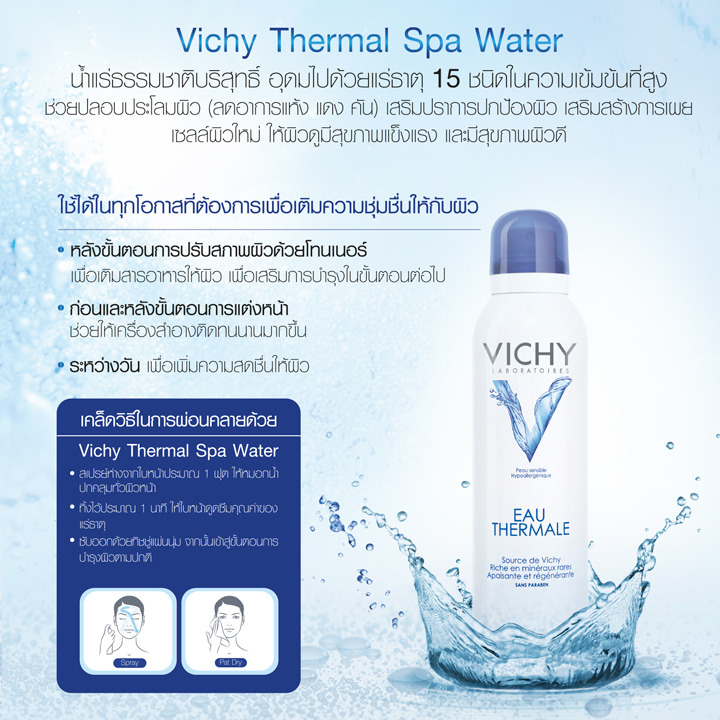 Vichy Thermal Spa Water
น้ำแร่ธรรมชาติบริสุทธิ์ อุดมไปด้วยแร่ธาตุ 15 ชนิดในความเข้มข้นที่สูง
ช่วยปลอบประโลมผิว (ลดอาการแห้ง แดง คัน) เสริมปราการปกป้องผิว เสริมสร้างการเผย
เซลล์ผิวใหม่ ให้ผิวดูมีสุขภาพแข็งแรง และมีสุขภาพผิวดี
ใช้ได้ในทุกโอกาสที่ต้องการเพื่อเติมความชุ่มชื่นให้กับผิว
• หลังขั้นตอนการปรับสภาพผิวด้วยโทนเนอร์
เพื่อเติมสารอาหารให้ผิว เพื่อเสริมการบำรุงในขั้นตอนต่อไป
• ก่อนและหลังขั้นตอนการแต่งหน้า
ช่วยให้เครื่องสำอางติดทนนานมากขึ้น
• ระหว่างวัน เพื่อเพิ่มความสดชื่นให้ผิว
เคล็ดวิธีในการผ่อนคลายด้วย
Vichy Thermal Spa Water
• สเปรย์ห่างจากใบหน้าประมาณ 1 ฟุต ให้หมอกน้ำ
ปกคลุมทั่วผิวหน้า
• ทิ้งไว้ประมาณ 1 นาที ให้ใบหน้าดูดซึมคุณค่าของ
แร่ธาตุ
• ซับออกด้วยทิชชู่แผ่นนุ่ม จากนั้นเข้าสู่ขั้นตอนการ
บำรุงผิวตามปกติ
Spray
Pat Dry
VICHY
LABORATOIRES
Peau sensible
Hypoallergénique
EAU
THERMALE
Source de Vichy
Riche en minéraux rares
Apaisante et régénérante
SANS PARABEN